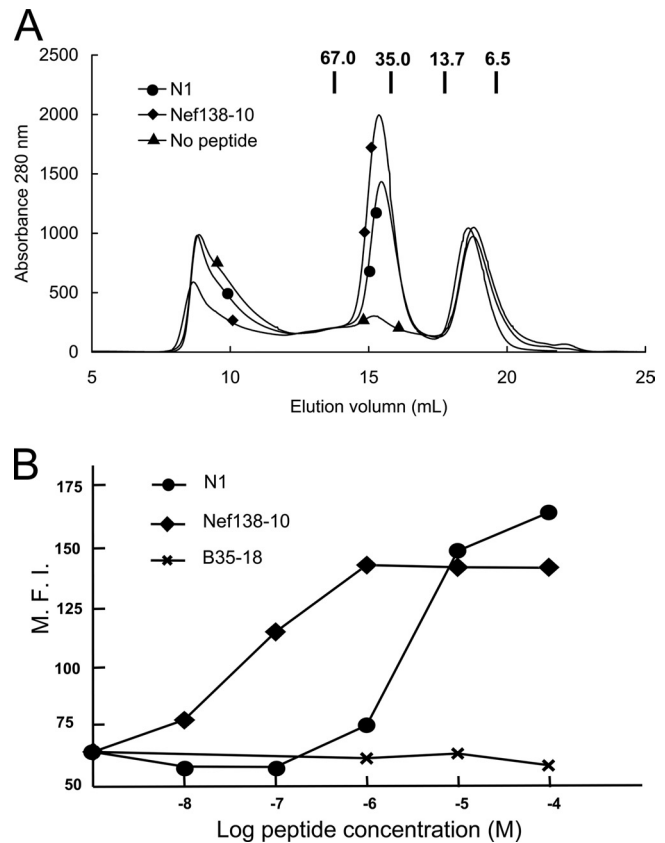 A
67.0 35.0 13.7 6.5
2500
2000
1500
1000
500
0
Absorbance 280 nm
N1
Nef138-10
No peptide
5 10 15 20 25
Elution volumn (mL)
B
175
150
125
100
75
50
M. F. I.
N1
Nef138-10
B35-18
-8 -7 -6 -5 -4
Log peptide concentration (M)